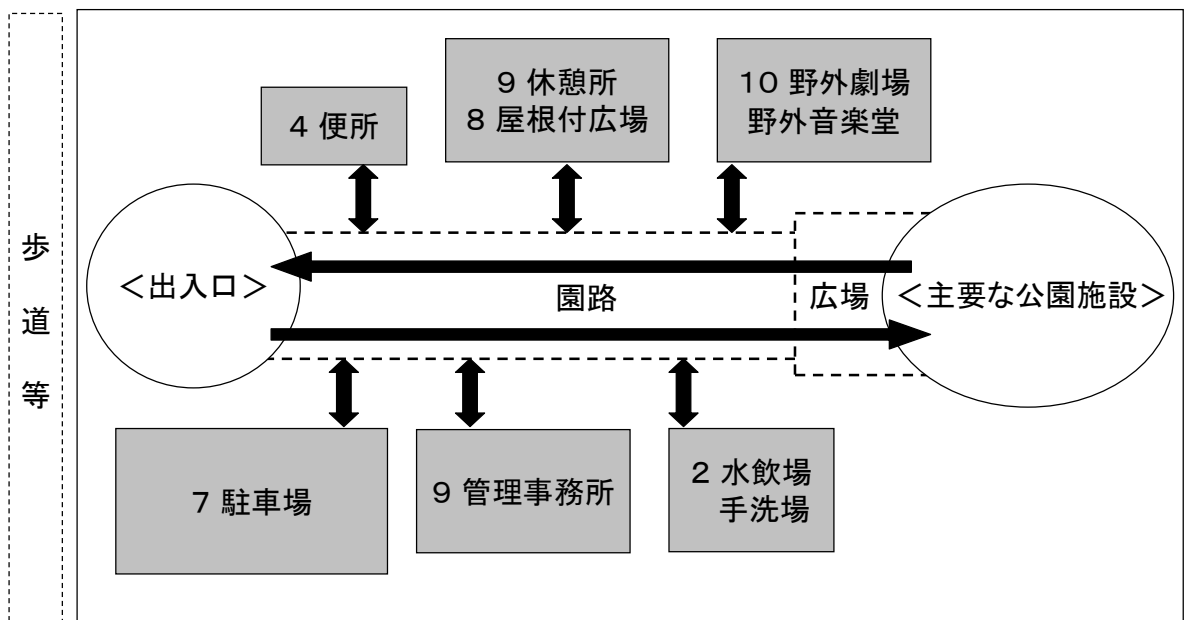 歩道等
４ 便所
９ 休憩所
８ 屋根付広場
１０ 野外劇場
野外音楽堂
＜出入口＞
園路
広場
＜主要な公園施設＞
７ 駐車場
９ 管理事務所
２ 水飲場
手洗場